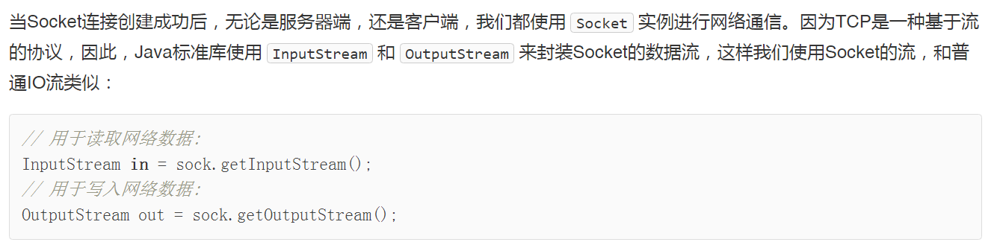 当Socket连接创建成功后，无论是服务器端，还是客户端，我们都使用 Socket 实例进行网络通信。因为TCP是一种基于流
的协议，因此，Java标准库使用 InputStream 和 OutputStream 来封装Socket的数据流，这样我们使用Socket的流，和普
通IO流类似：
// 用于读取网络数据:
InputStream in = sock.getInputStream();
// 用于写入网络数据:
OutputStream out = sock.getOutputStream();